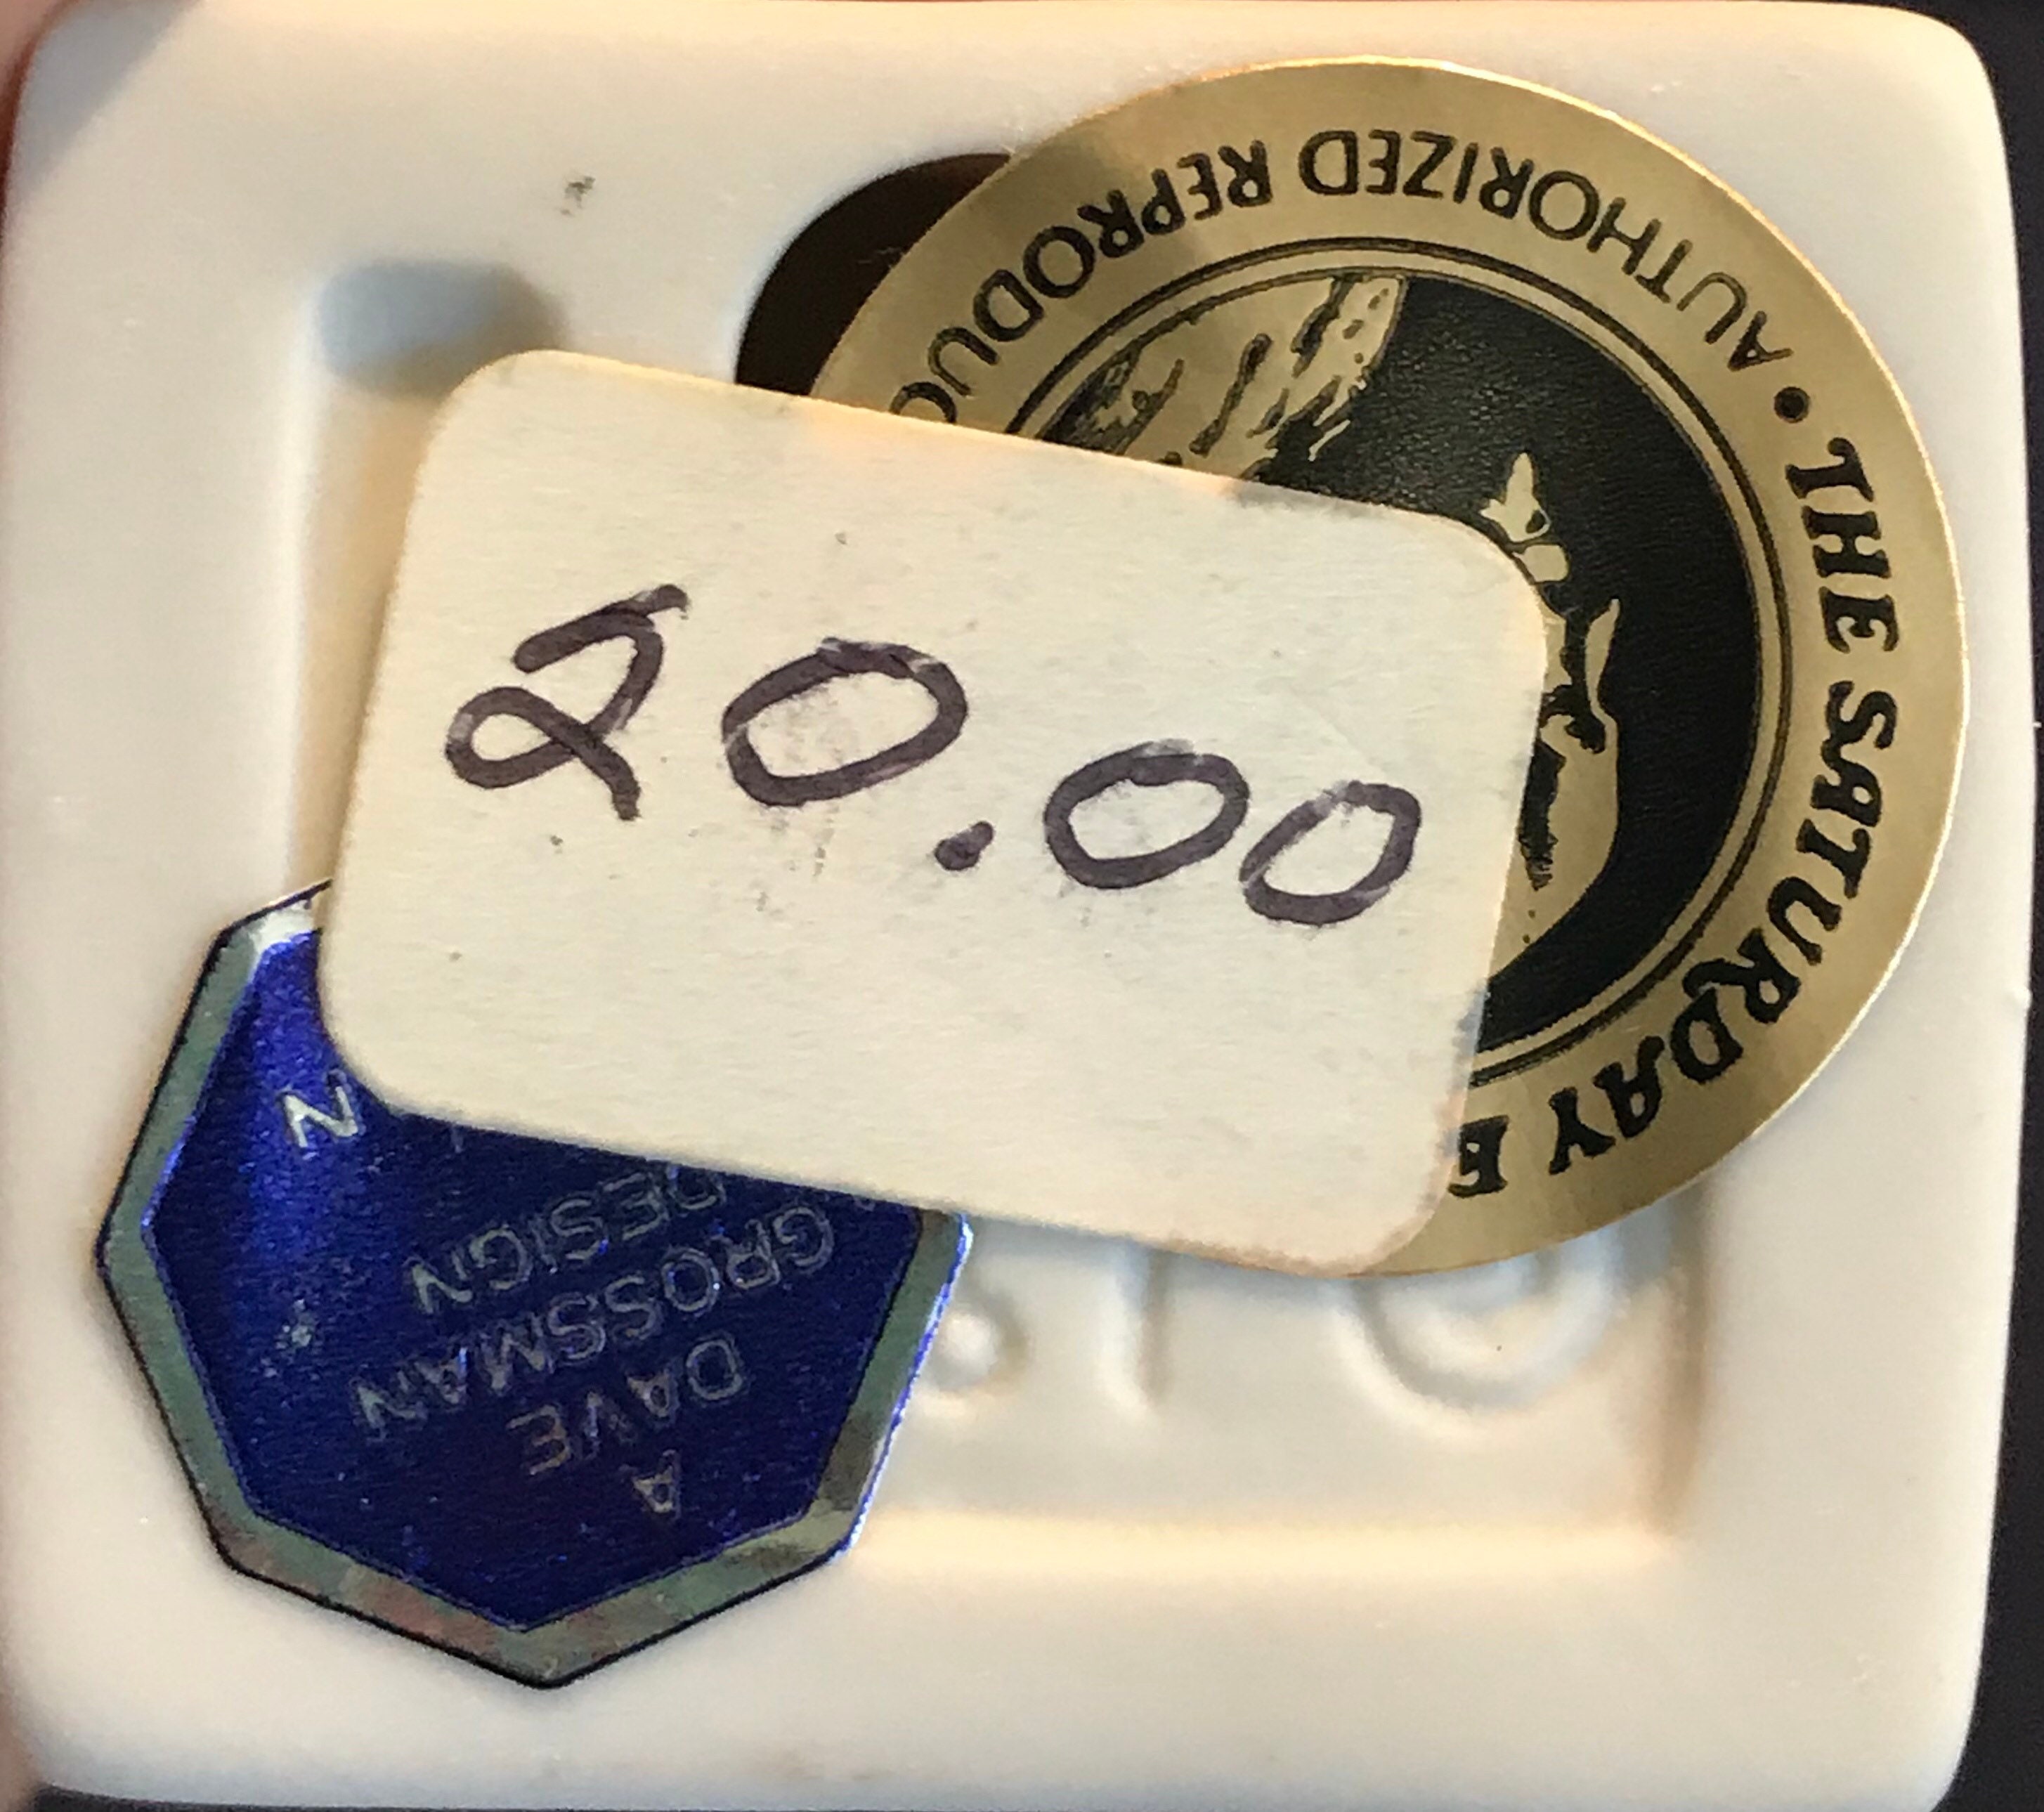 20.00
• AUTHORIZED REPRODUC
THE SATURDAY E
A
DAVE
GROSSMAN
DESIGN
N